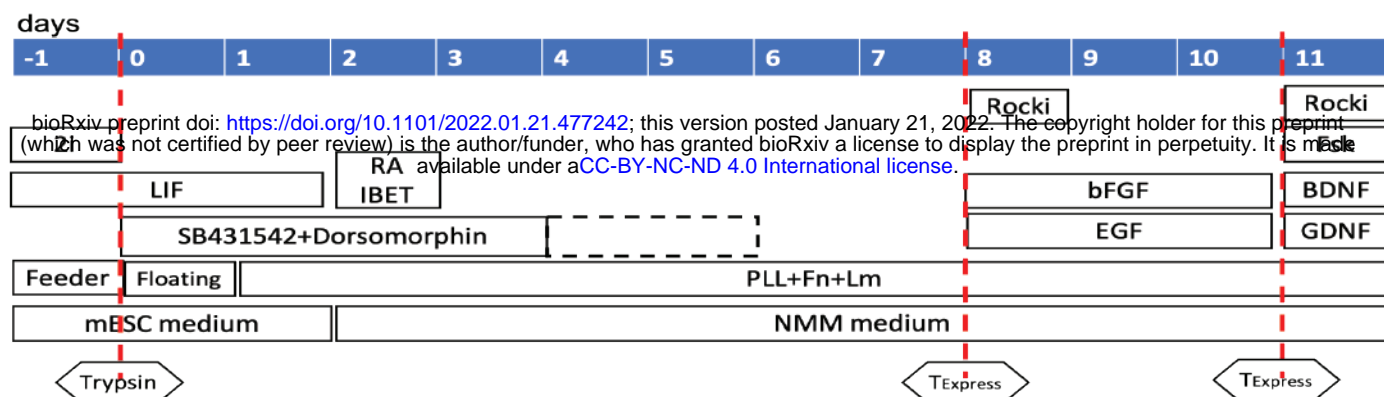 days
-1 0 1 2 3 4 5 6 7 8 9 10 11
Rocki Rocki
bioRxiv preprint doi: https://doi.org/10.1101/2022.01.21.477242; this version posted January 21, 2022. The copyright holder for this preprint
(which was not certified by peer review) is the author/funder, who has granted bioRxiv a license to display the preprint in perpetuity. It is made
2i Fsk
available under aCC-BY-NC-ND 4.0 International license.
RA
IBET
LIF bFGF BDNF
SB431542+Dorsomorphin EGF GDNF
Feeder Floating PLL+Fn+Lm
mESC medium NMM medium
Trypsin TExpress TExpress